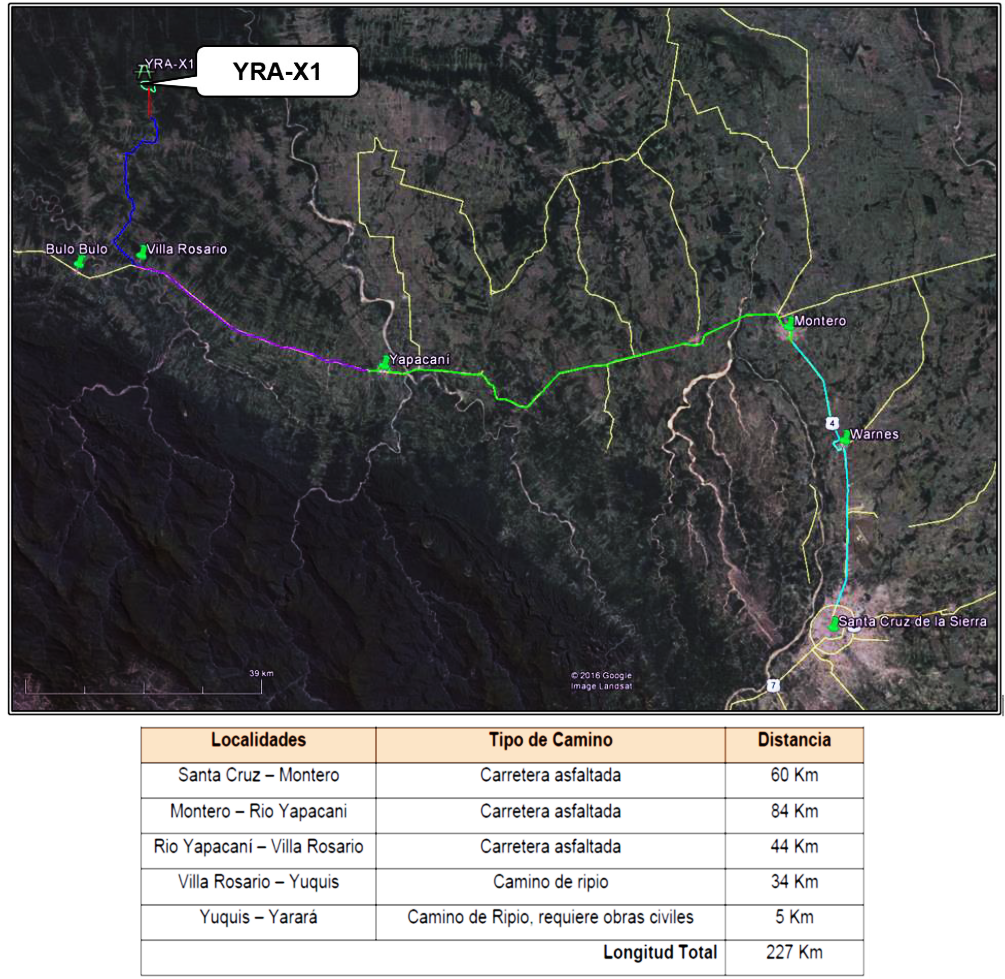 YRA-X1
YRA-X1
Bulo Bulo
Villa Rosario
Montero
Yapacaní
4
Warnes
Santa Cruz de la Sierra
39 km
© 2016 Google
Image Landsat
7
Localidades Tipo de Camino Distancia
Santa Cruz – Montero Carretera asfaltada 60 Km
Montero – Rio Yapacani Carretera asfaltada 84 Km
Rio Yapacaní – Villa Rosario Carretera asfaltada 44 Km
Villa Rosario – Yuquis Camino de ripio 34 Km
Yuquis – Yarará Camino de Ripio, requiere obras civiles 5 Km
Longitud Total 227 Km